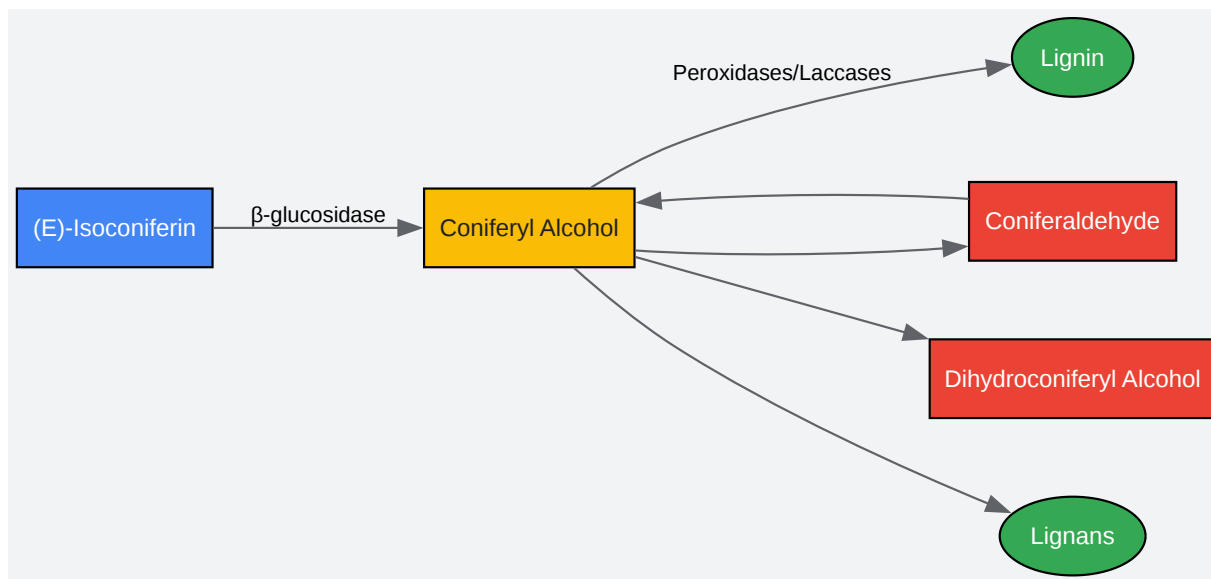 Lignin
Peroxidases/Laccases
(E)-Isoconiferin
β-glucosidase
Coniferyl Alcohol
Coniferaldehyde
Dihydroconiferyl Alcohol
Lignans